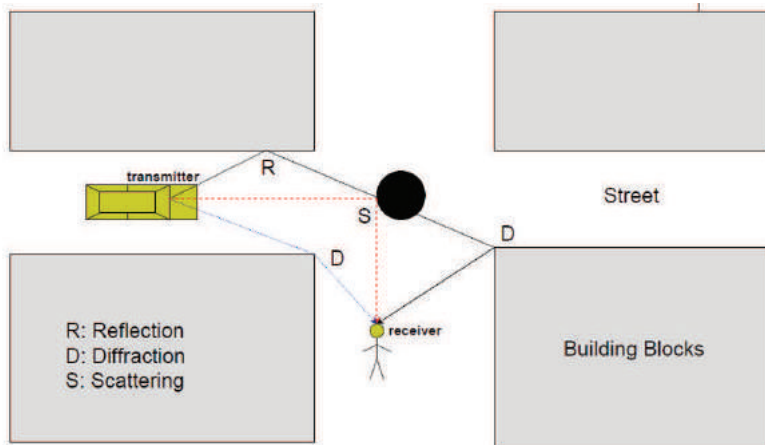 transmitter
R
Street
S
D
D
receiver
R: Reflection
D: Diffraction
S: Scattering
Building Blocks